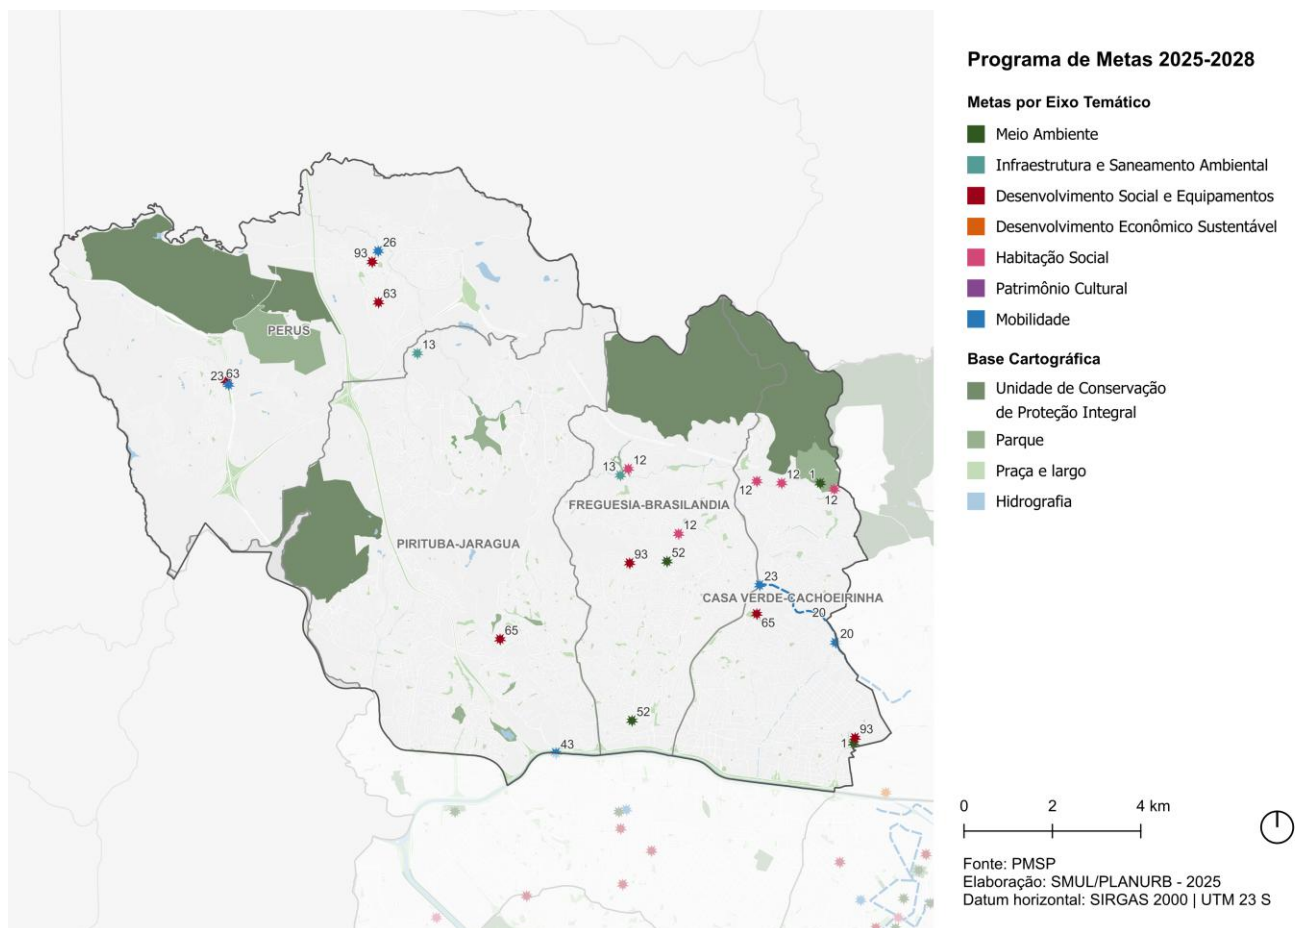 Programa de Metas 2025-2028
Metas por Eixo Temático
Meio Ambiente
Infraestrutura e Saneamento Ambiental
Desenvolvimento Social e Equipamentos
Desenvolvimento Econômico Sustentável
Habitação Social
Patrimônio Cultural
Mobilidade
Base Cartográfica
Unidade de Conservação
de Proteção Integral
Parque
Praça e largo
Hidrografia
26
93
63
PERUS
13
23 63
12
13
12
12
1
12
FREGUESIA-BRASILANDIA
12
PIRITUBA-JARAGUA
93
52
23
CASA VERDE-CACHOEIRINHA
20
65
65
20
52
93
1
43
0 2 4 km
Fonte: PMSP
Elaboração: SMUL/PLANURB - 2025
Datum horizontal: SIRGAS 2000 | UTM 23 S